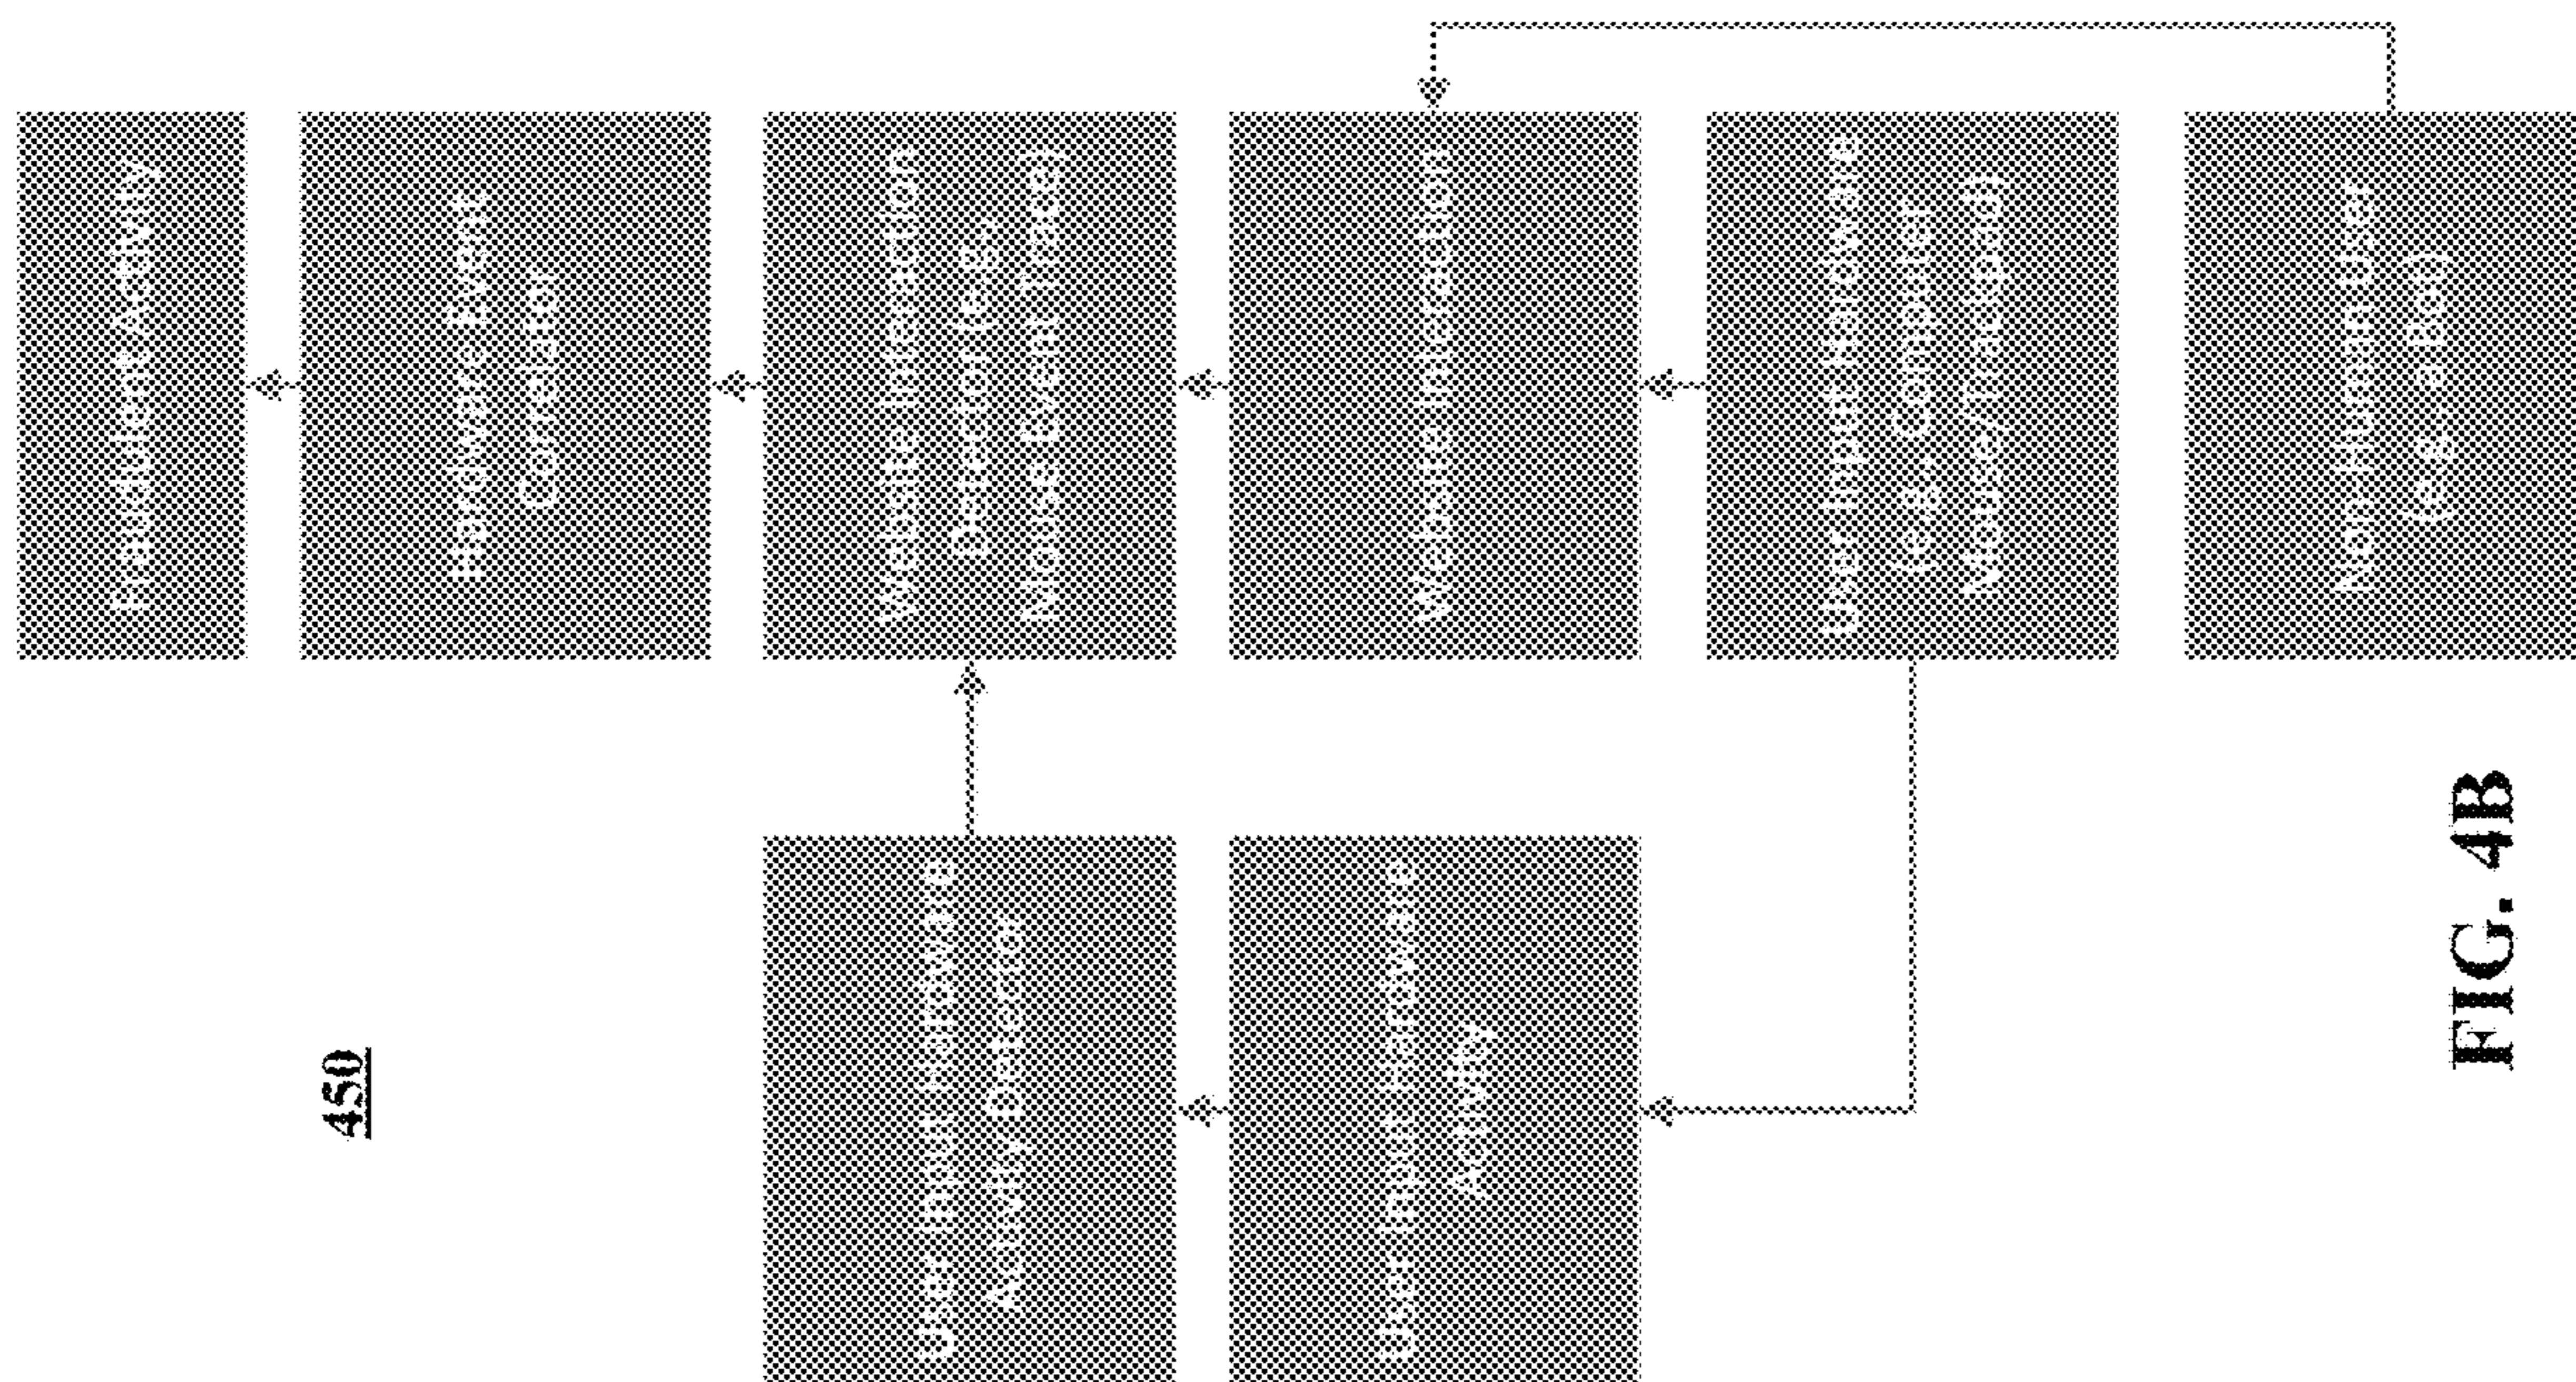 450
Fraudulent Activity
Hardware Event
Correlator
Website Interaction
Detector (e.g.,
Mouse Event Tracer)
Website Interaction
User Input Hardware
(e.g., Computer
Mouse/Trackpad)
Non-Human User
(e.g., a Bot)
User Input Hardware
Activity Detector
User Input Hardware
Activity
FIG. 4B